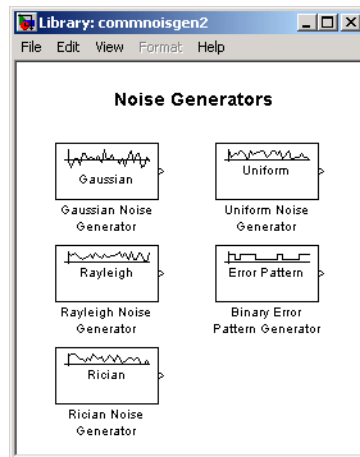 Library: commnoisgen2
File Edit View Format Help
Noise Generators
Gaussian
Gaussian Noise
Generator
Uniform
Uniform Noise
Generator
Rayleigh
Rayleigh Noise
Generator
Error Pattern
Binary Error
Pattern Generator
Rician
Rician Noise
Generator